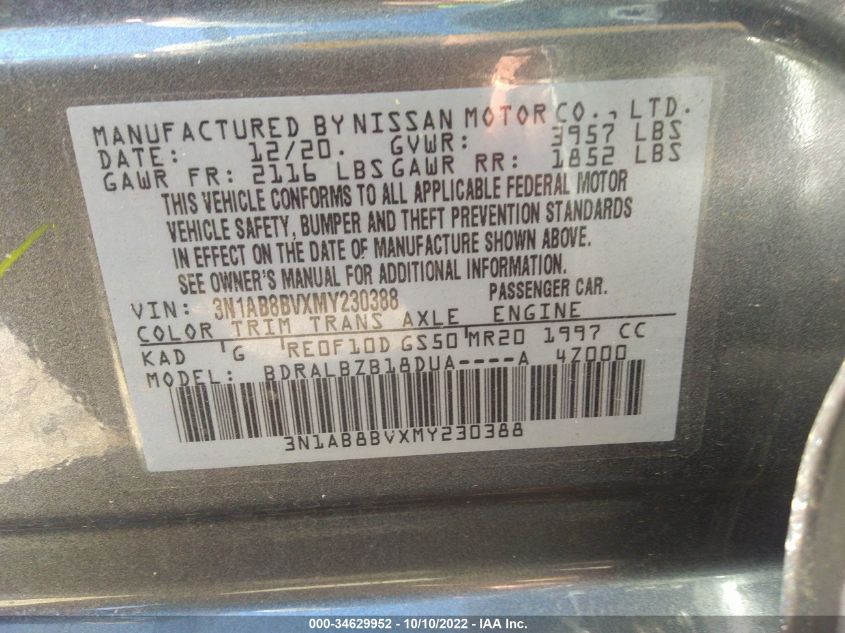 MANUFACTURED BY NISSAN MOTOR CO., LTD.
DATE: 12/20. GVWR: 3957 LBS
GAWR FR: 2116 LBS GAWR RR: 1852 LBS
THIS VEHICLE CONFORMS TO ALL APPLICABLE FEDERAL MOTOR
VEHICLE SAFETY, BUMPER AND THEFT PREVENTION STANDARDS
IN EFFECT ON THE DATE OF MANUFACTURE SHOWN ABOVE.
SEE OWNER'S MANUAL FOR ADDITIONAL INFORMATION.
VIN: 3N1AB8BVXMY230388 PASSENGER CAR.
COLOR TRIM TRANS AXLE ENGINE
KAD G RE0F10D GS50 MR20 1997 CC
MODEL: BDRALBZB18DUA----A 4Z000
3N1AB8BVXMY230388
000-34629952 - 10/10/2022 - IAA Inc.